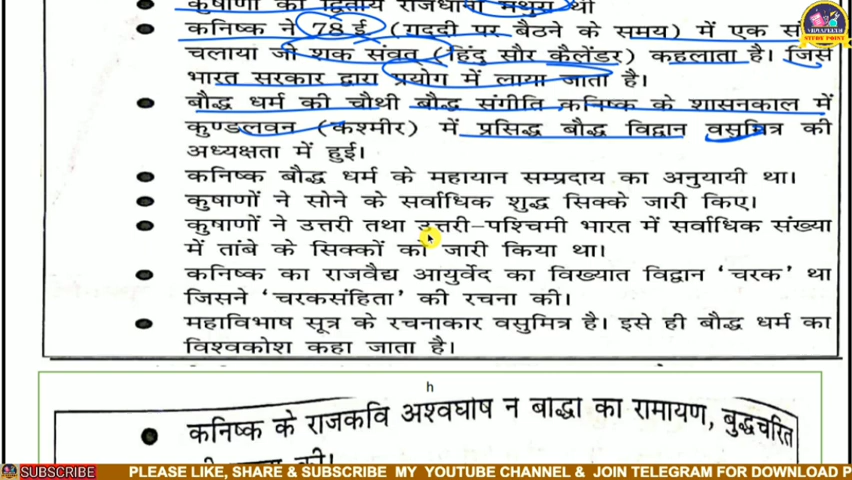 कुषाणों की द्वितीय राजधानी मथुरा थी
कनिष्क ने 78 ई (गद्दी पर बैठने के समय) में एक
चलाया जो शक संवत (हिंदू सौर कैलेंडर) कहलाता है। जिसे
भारत सरकार द्वारा प्रयोग में लाया जाता है।
बौद्ध धर्म की चौथी बौद्ध संगीति कनिष्क के शासनकाल में
कुण्डलवन (कश्मीर) में प्रसिद्ध बौद्ध विद्वान वसुमित्र की
अध्यक्षता में हुई।
कनिष्क बौद्ध धर्म के महायान सम्प्रदाय का अनुयायी था।
कुषाणों ने सोने के सर्वाधिक शुद्ध सिक्के जारी किए।
कुषाणों ने उत्तरी तथा उत्तरी-पश्चिमी भारत में सर्वाधिक संख्या
में तांबे के सिक्कों को जारी किया था।
कनिष्क का राजवैद्य आयुर्वेद का विख्यात विद्वान 'चरक' था
जिसने 'चरकसंहिता' की रचना की।
महाविभाष सूत्र के रचनाकार वसुमित्र है। इसे ही बौद्ध धर्म का
विश्वकोश कहा जाता है।
h
कनिष्क के राजकवि अश्वघोष न बौद्धों का रामायण, बुद्धचरित
SUBSCRIBE PLEASE LIKE, SHARE & SUBSCRIBE MY YOUTUBE CHANNEL & JOIN TELEGRAM FOR DOWNLOAD P